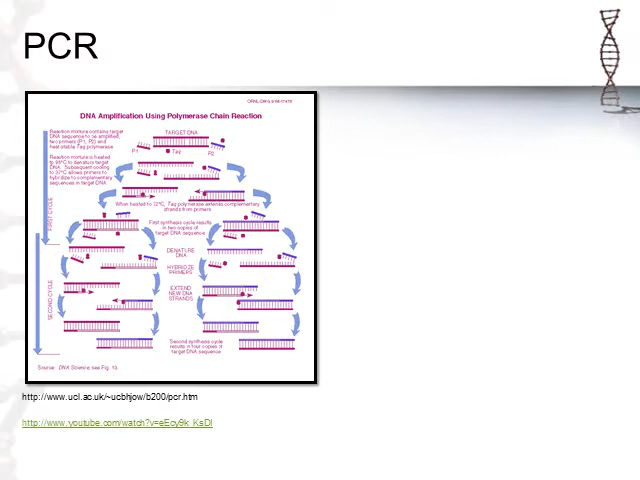 PCR
DNA Amplification Using Polymerase Chain Reaction
Reaction mixture contains target
DNA sequence to be amplified,
two primers (P1, P2) and
heat stable Taq polymerase
Reaction mixture is heated
to 95°C to denature target
DNA. Subsequent cooling
to 37°C allows primers to
hybridize to complementary
sequences in target DNA
TARGET DNA
P1
Taq
P2
When heated to 72°C, Taq polymerase extends complementary
strands from primers
FIRST CYCLE
First synthesis cycle results
in two copies of
target DNA sequence
DENATURE
DNA
HYBRIDIZE
PRIMERS
EXTEND
NEW DNA
STRANDS
SECOND CYCLE
Second synthesis cycle
results in four copies of
target DNA sequence
Source: DNA Science, see Fig. 13.
http://www.ucl.ac.uk/~ucbhjow/b200/pcr.htm
http://www.youtube.com/watch?v=eEcy9k_KsDI